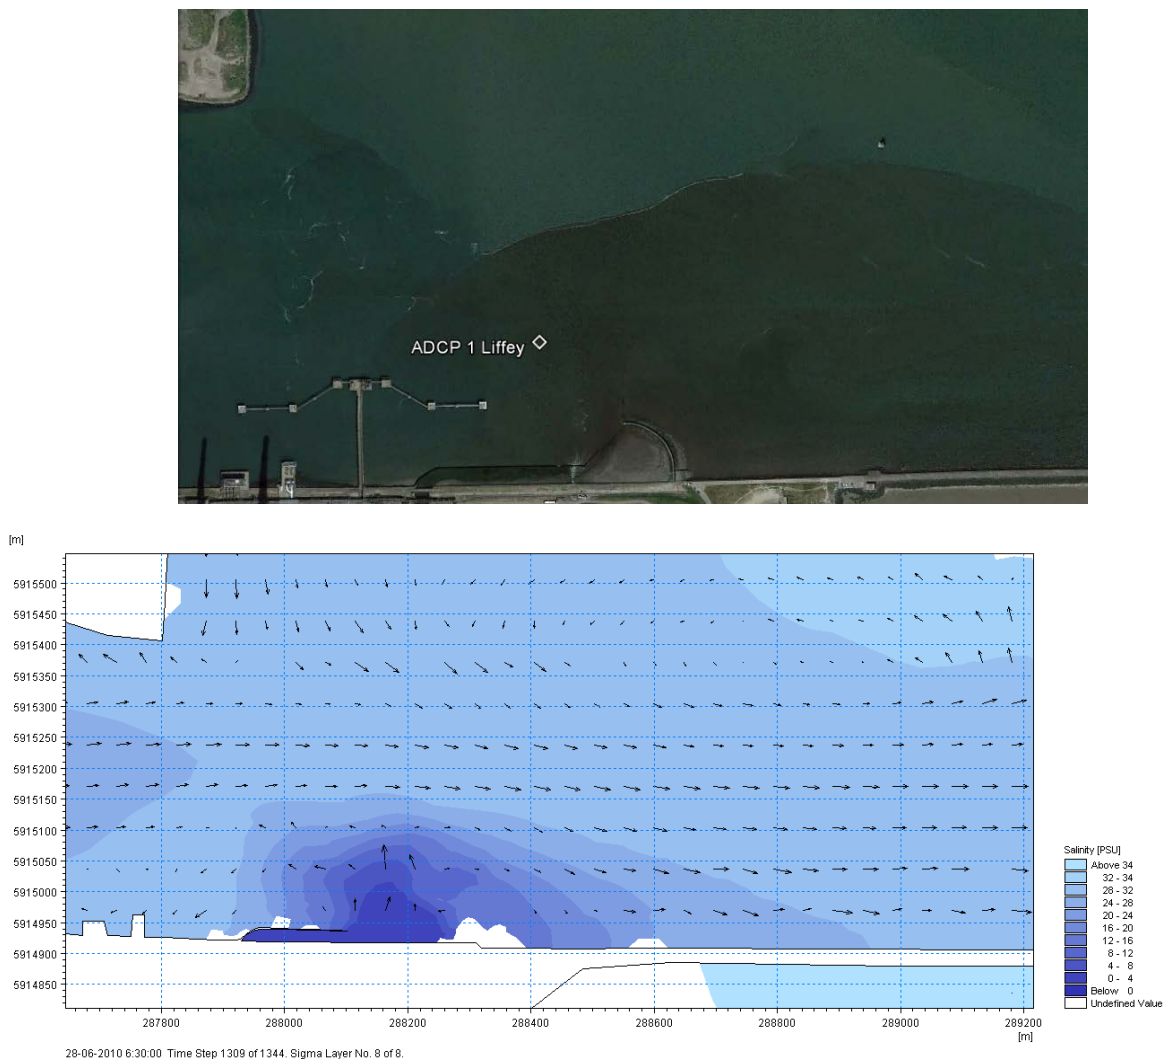 ADCP 1 Liffey
[m]
5915500
5915450
5915400
5915350
5915300
5915250
5915200
5915150
5915100
5915050
5915000
5914950
5914900
5914850
287800 288000 288200 288400 288600 288800 289000 289200
[m]
Salinity [PSU]
Above 34
32 - 34
28 - 32
24 - 28
20 - 24
16 - 20
12 - 16
8 - 12
4 - 8
0 - 4
Below 0
Undefined Value
28-06-2010 6:30:00 Time Step 1309 of 1344. Sigma Layer No. 8 of 8.